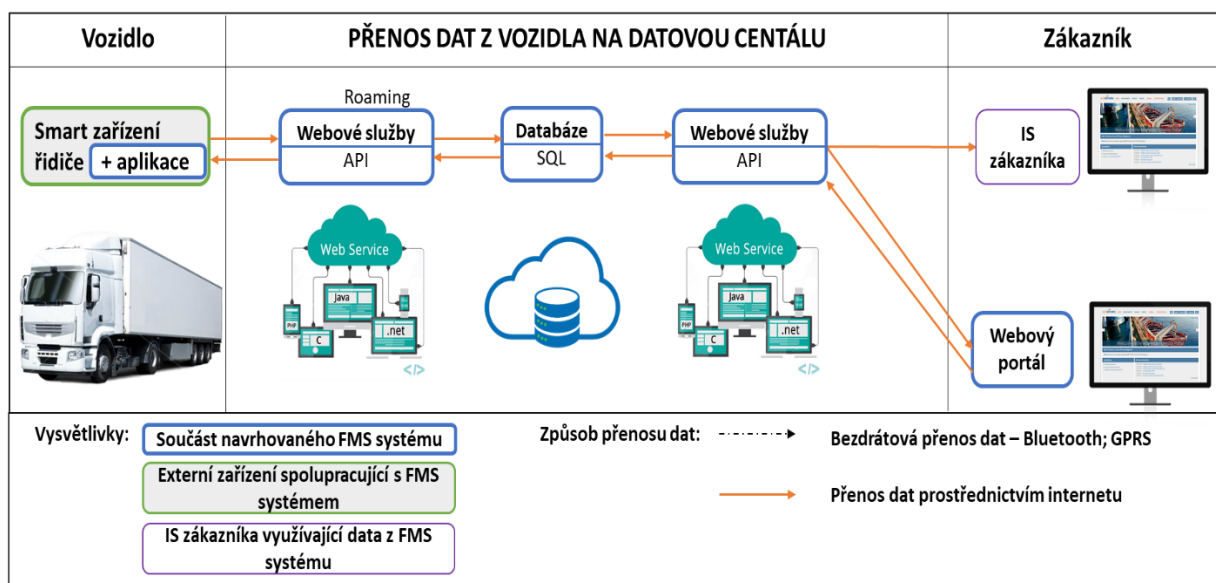 Vozidlo
PŘENOS DAT Z VOZIDLA NA DATOVOU CENTÁLU
Zákazník
Roaming
Smart zařízení
řidiče + aplikace
Webové služby
API
Databáze
SQL
Webové služby
API
IS
zákazníka
Web Service
Java
PHP
C
.net
</>
Web Service
Java
PHP
C
.net
</>
Webový
portál
Vysvětlivky:
Součást navrhovaného FMS systému
Externí zařízení spolupracující s FMS
systémem
IS zákazníka využívající data z FMS
systému
Způsob přenosu dat:
Bezdrátová přenos dat – Bluetooth; GPRS
Přenos dat prostřednictvím internetu